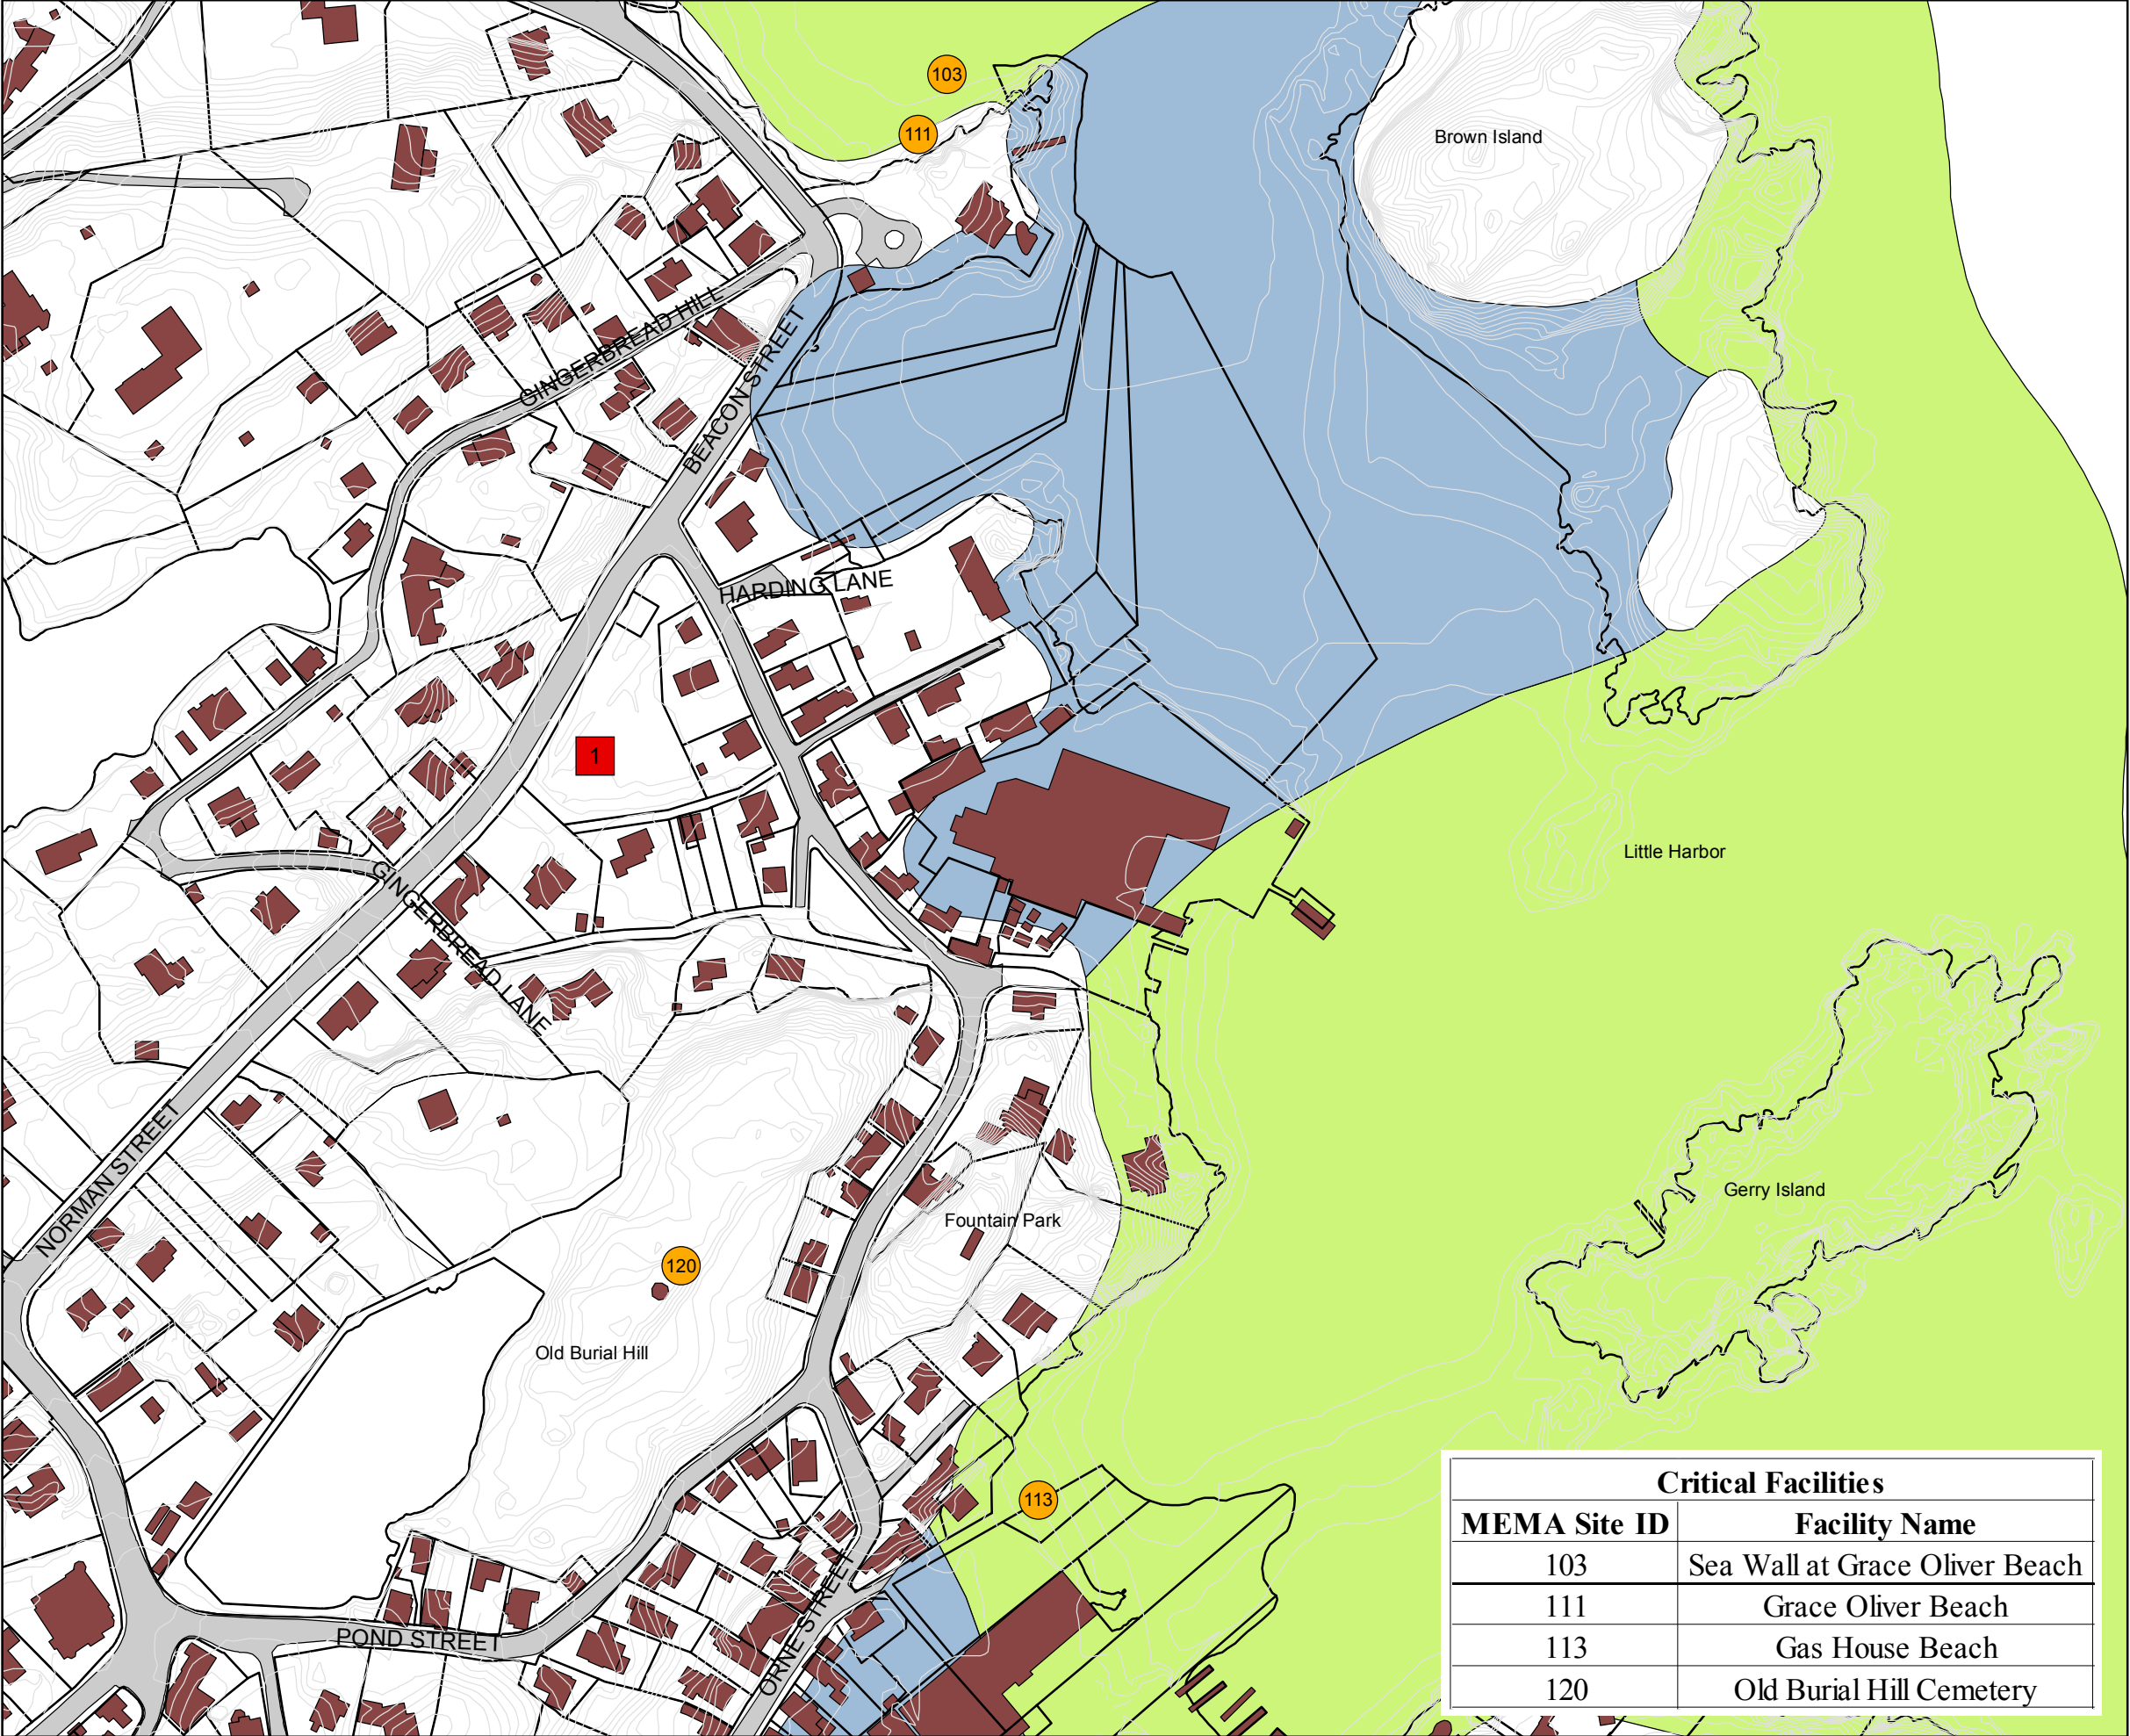 103
111
Brown Island
GINGERBREAD HILL
BEACON STREET
HARDING LANE
1
Little Harbor
GINGERBREAD LANE
NORMAN STREET
Gerry Island
Fountain Park
120
Old Burial Hill
113
POND STREET
ORNE STREET
Critical Facilities
MEMA Site ID Facility Name
103 Sea Wall at Grace Oliver Beach
111 Grace Oliver Beach
113 Gas House Beach
120 Old Burial Hill Cemetery